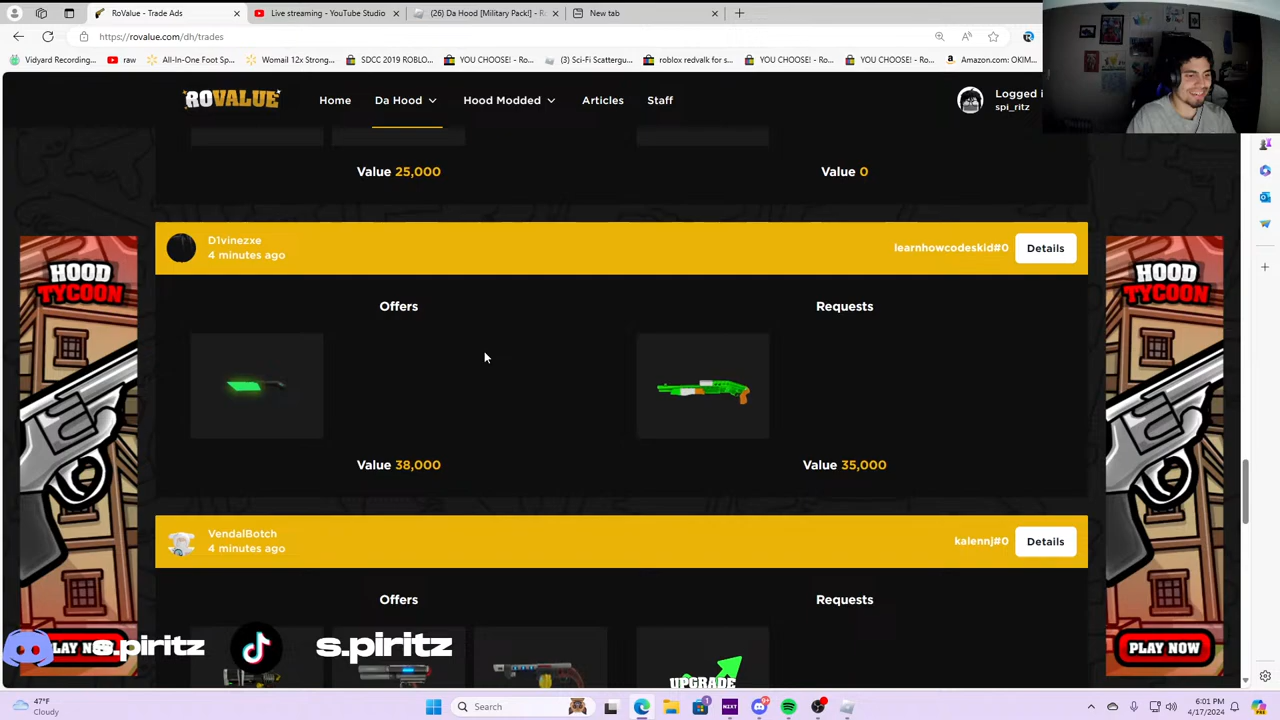 RoValue - Trade Ads
Live streaming - YouTube Studio
(26) Da Hood [Military Pack!] - R
New tab
https://rovalue.com/dh/trades
Vidyard Recording...
raw
All-In-One Foot Sp...
Womail 12x Strong...
SDCC 2019 ROBLO...
YOU CHOOSE! - Ro...
(3) Sci-Fi Scattergu...
roblox redvalk for s...
YOU CHOOSE! - Ro...
YOU CHOOSE! - Ro...
Amazon.com: OKIM...
ROVALUE
Home
Da Hood
Hood Modded
Articles
Staff
Logged i
spi_ritz
Value 25,000
Value 0
D1vinezxe
4 minutes ago
learnhowcodeskid#0
Details
Offers
Requests
Value 38,000
Value 35,000
VendalBotch
4 minutes ago
kalennj#0
Details
Offers
Requests
UPGRADE
HOOD
TYCOON
HOOD
TYCOON
PLAY NOW
s.piritz
s.piritz
PLAY NOW
47°F
Cloudy
Search
6:01 PM
4/17/2024